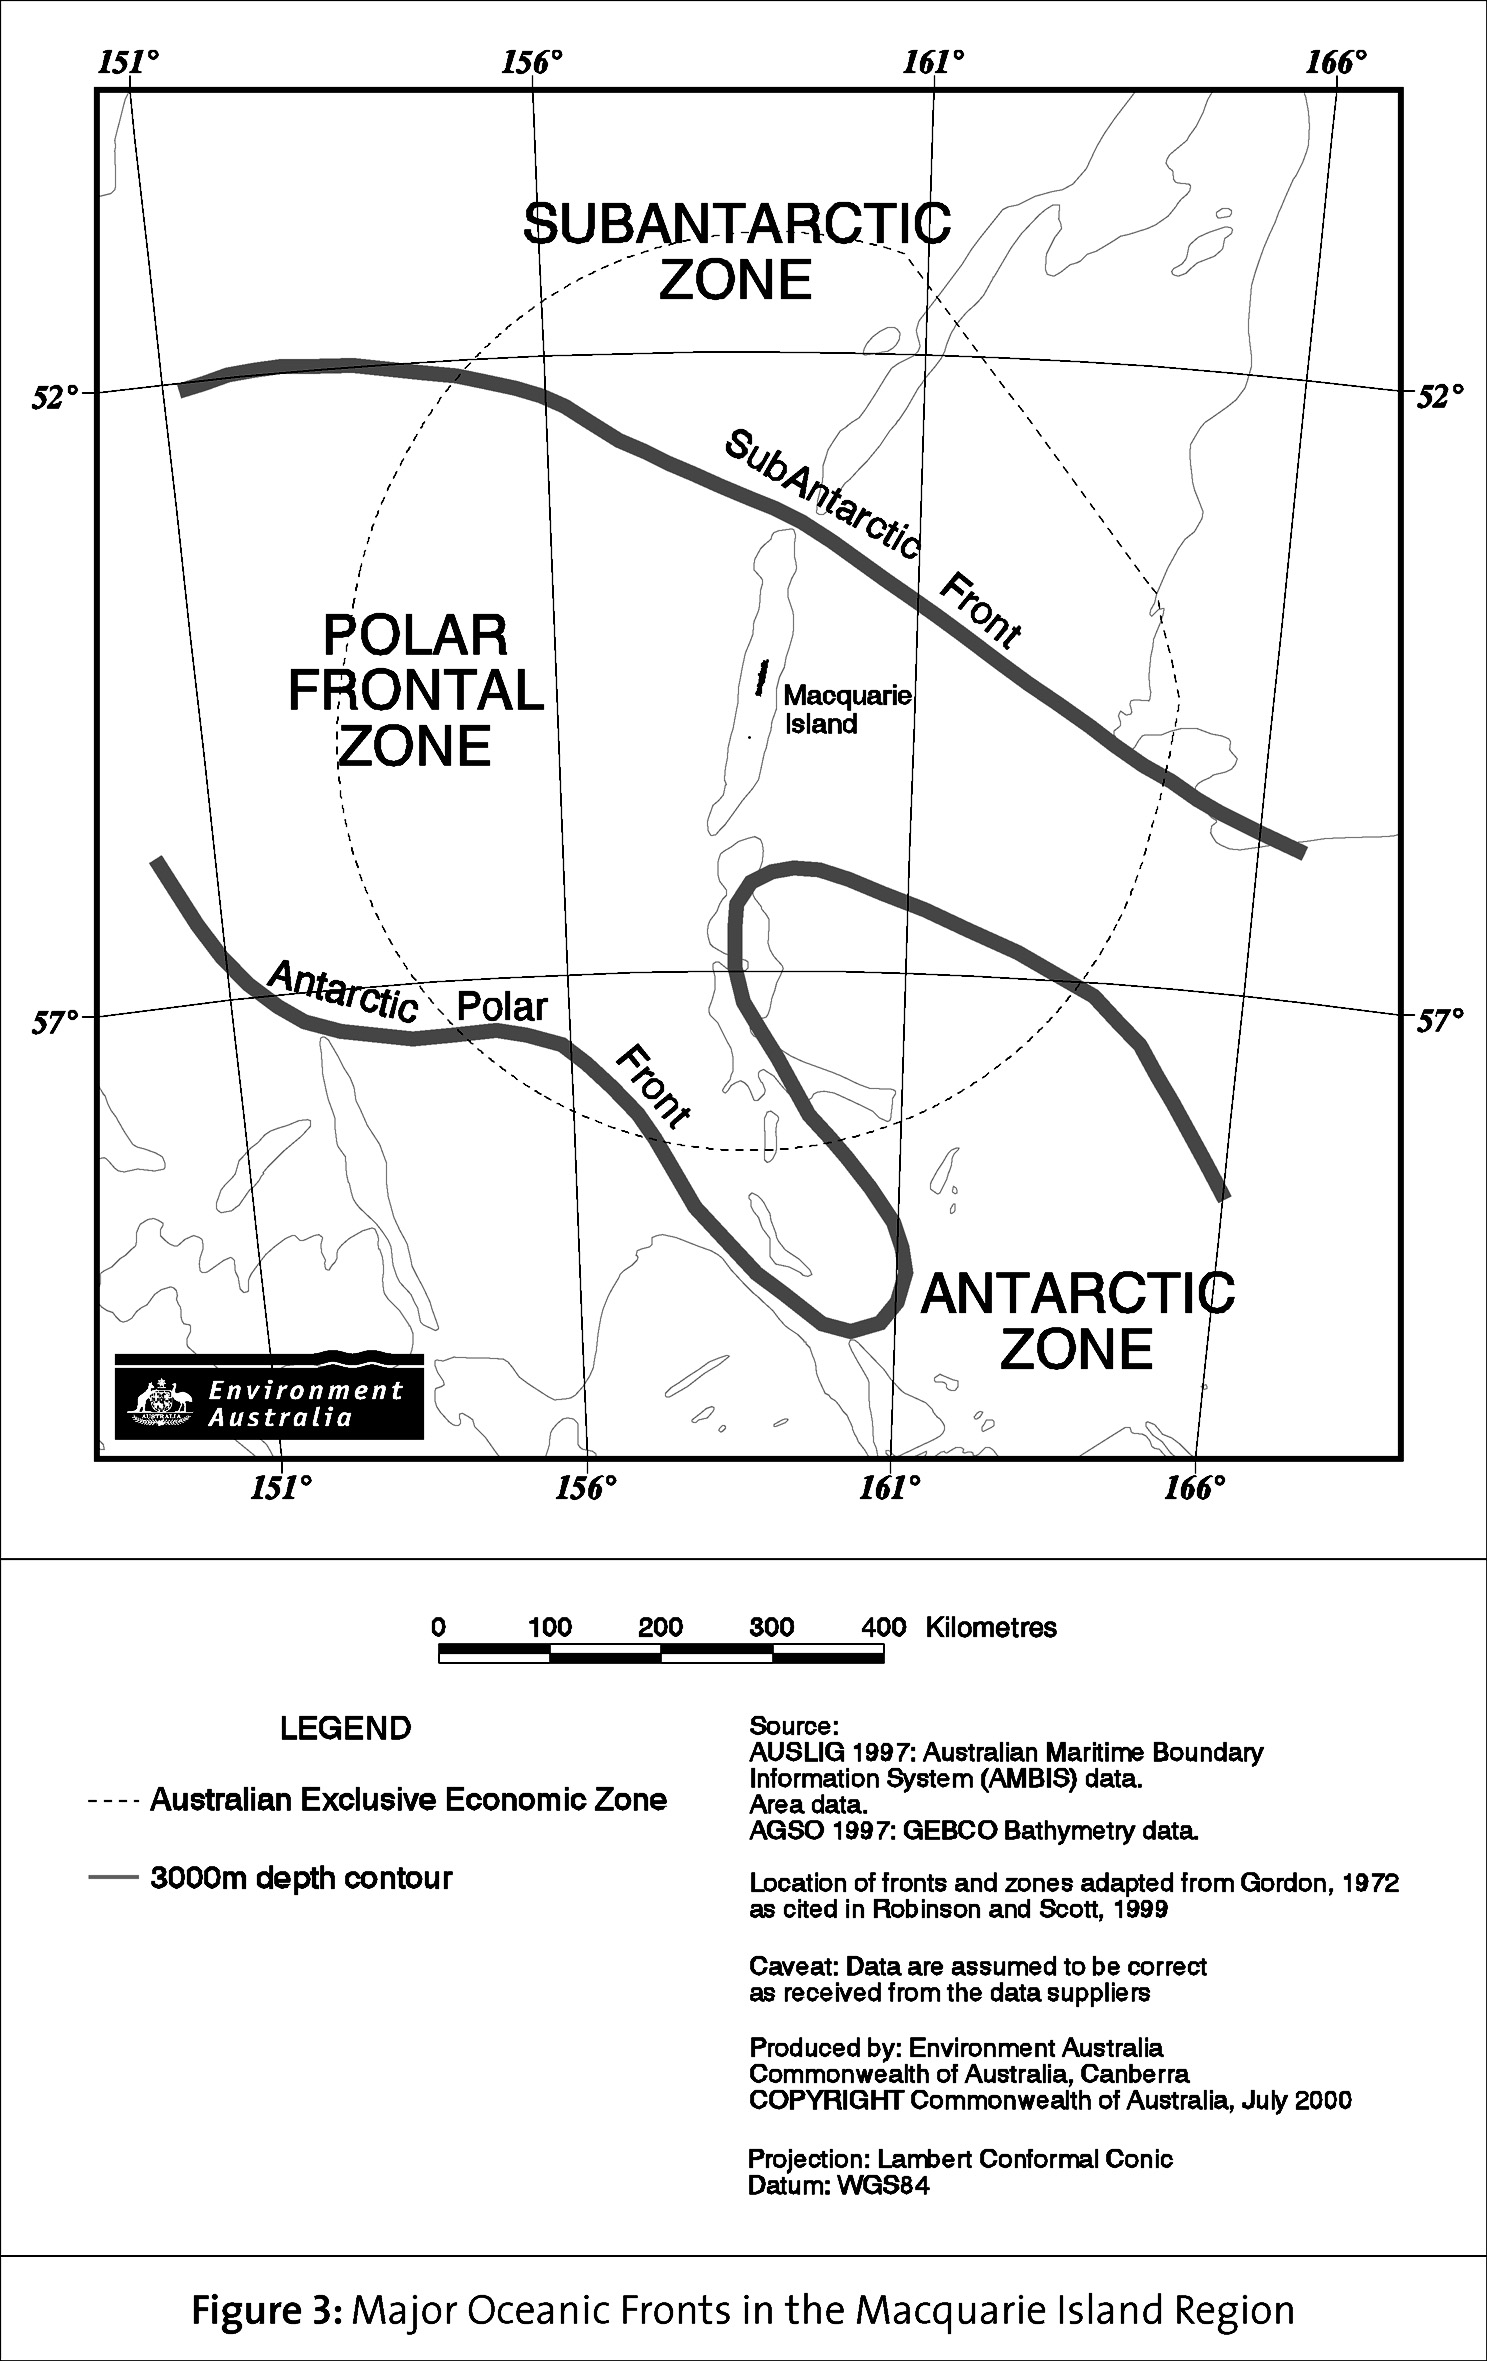 151° 156° 161° 166°
SUBANTARCTIC
ZONE
52° 52°
SubAntarctic Front
POLAR
FRONTAL
ZONE
Macquarie
Island
Antarctic Polar Front
57° 57°
ANTARCTIC
ZONE
Environment
Australia
AUSTRALIA
151° 156° 161° 166°
0 100 200 300 400 Kilometres
LEGEND
Australian Exclusive Economic Zone
3000m depth contour
Source:
AUSLIG 1997: Australian Maritime Boundary
Information System (AMBIS) data.
Area data.
AGSO 1997: GEBCO Bathymetry data.
Location of fronts and zones adapted from Gordon, 1972
as cited in Robinson and Scott, 1999
Caveat: Data are assumed to be correct
as received from the data suppliers
Produced by: Environment Australia
Commonwealth of Australia, Canberra
COPYRIGHT Commonwealth of Australia, July 2000
Projection: Lambert Conformal Conic
Datum: WGS84
Figure 3: Major Oceanic Fronts in the Macquarie Island Region